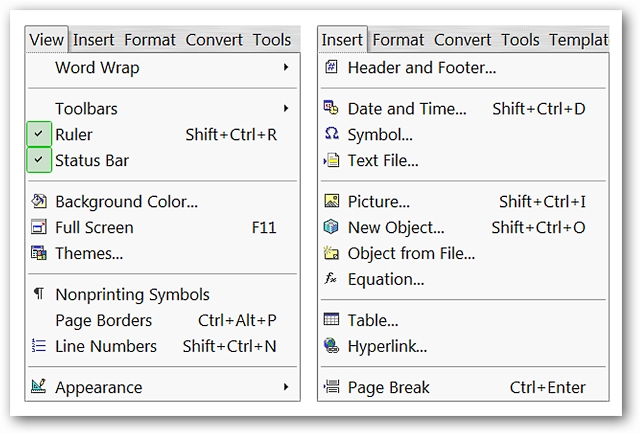 View Insert Format Convert Tools
Word Wrap
Toolbars
Ruler Shift+Ctrl+R
Status Bar
Background Color...
Full Screen F11
Themes...
Nonprinting Symbols
Page Borders Ctrl+Alt+P
Line Numbers Shift+Ctrl+N
Appearance
Insert Format Convert Tools Templat
Header and Footer...
Date and Time... Shift+Ctrl+D
Symbol...
Text File...
Picture... Shift+Ctrl+I
New Object... Shift+Ctrl+O
Object from File...
Equation...
Table...
Hyperlink...
Page Break Ctrl+Enter